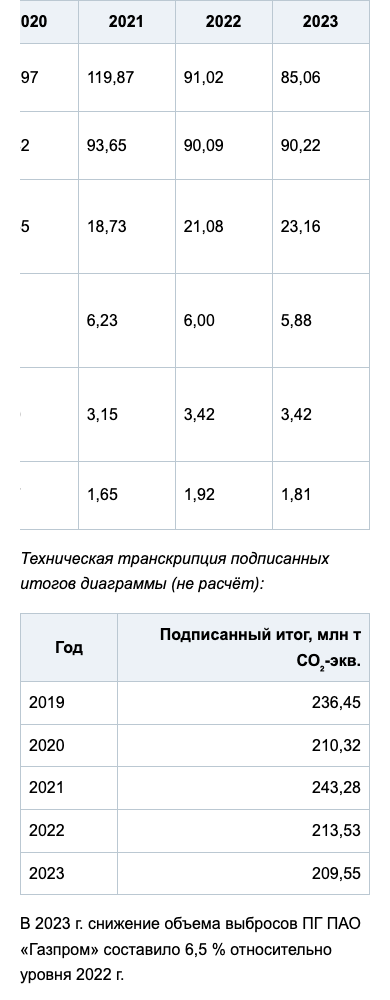 020 2021 2022 2023
97 119,87 91,02 85,06
2 93,65 90,09 90,22
5 18,73 21,08 23,16
6,23 6,00 5,88
3,15 3,42 3,42
1,65 1,92 1,81
Техническая транскрипция подписанных
итогов диаграммы (не расчёт):
Год Подписанный итог, млн т
CO₂-экв.
2019 236,45
2020 210,32
2021 243,28
2022 213,53
2023 209,55
В 2023 г. снижение объема выбросов ПГ ПАО
«Газпром» составило 6,5 % относительно
уровня 2022 г.